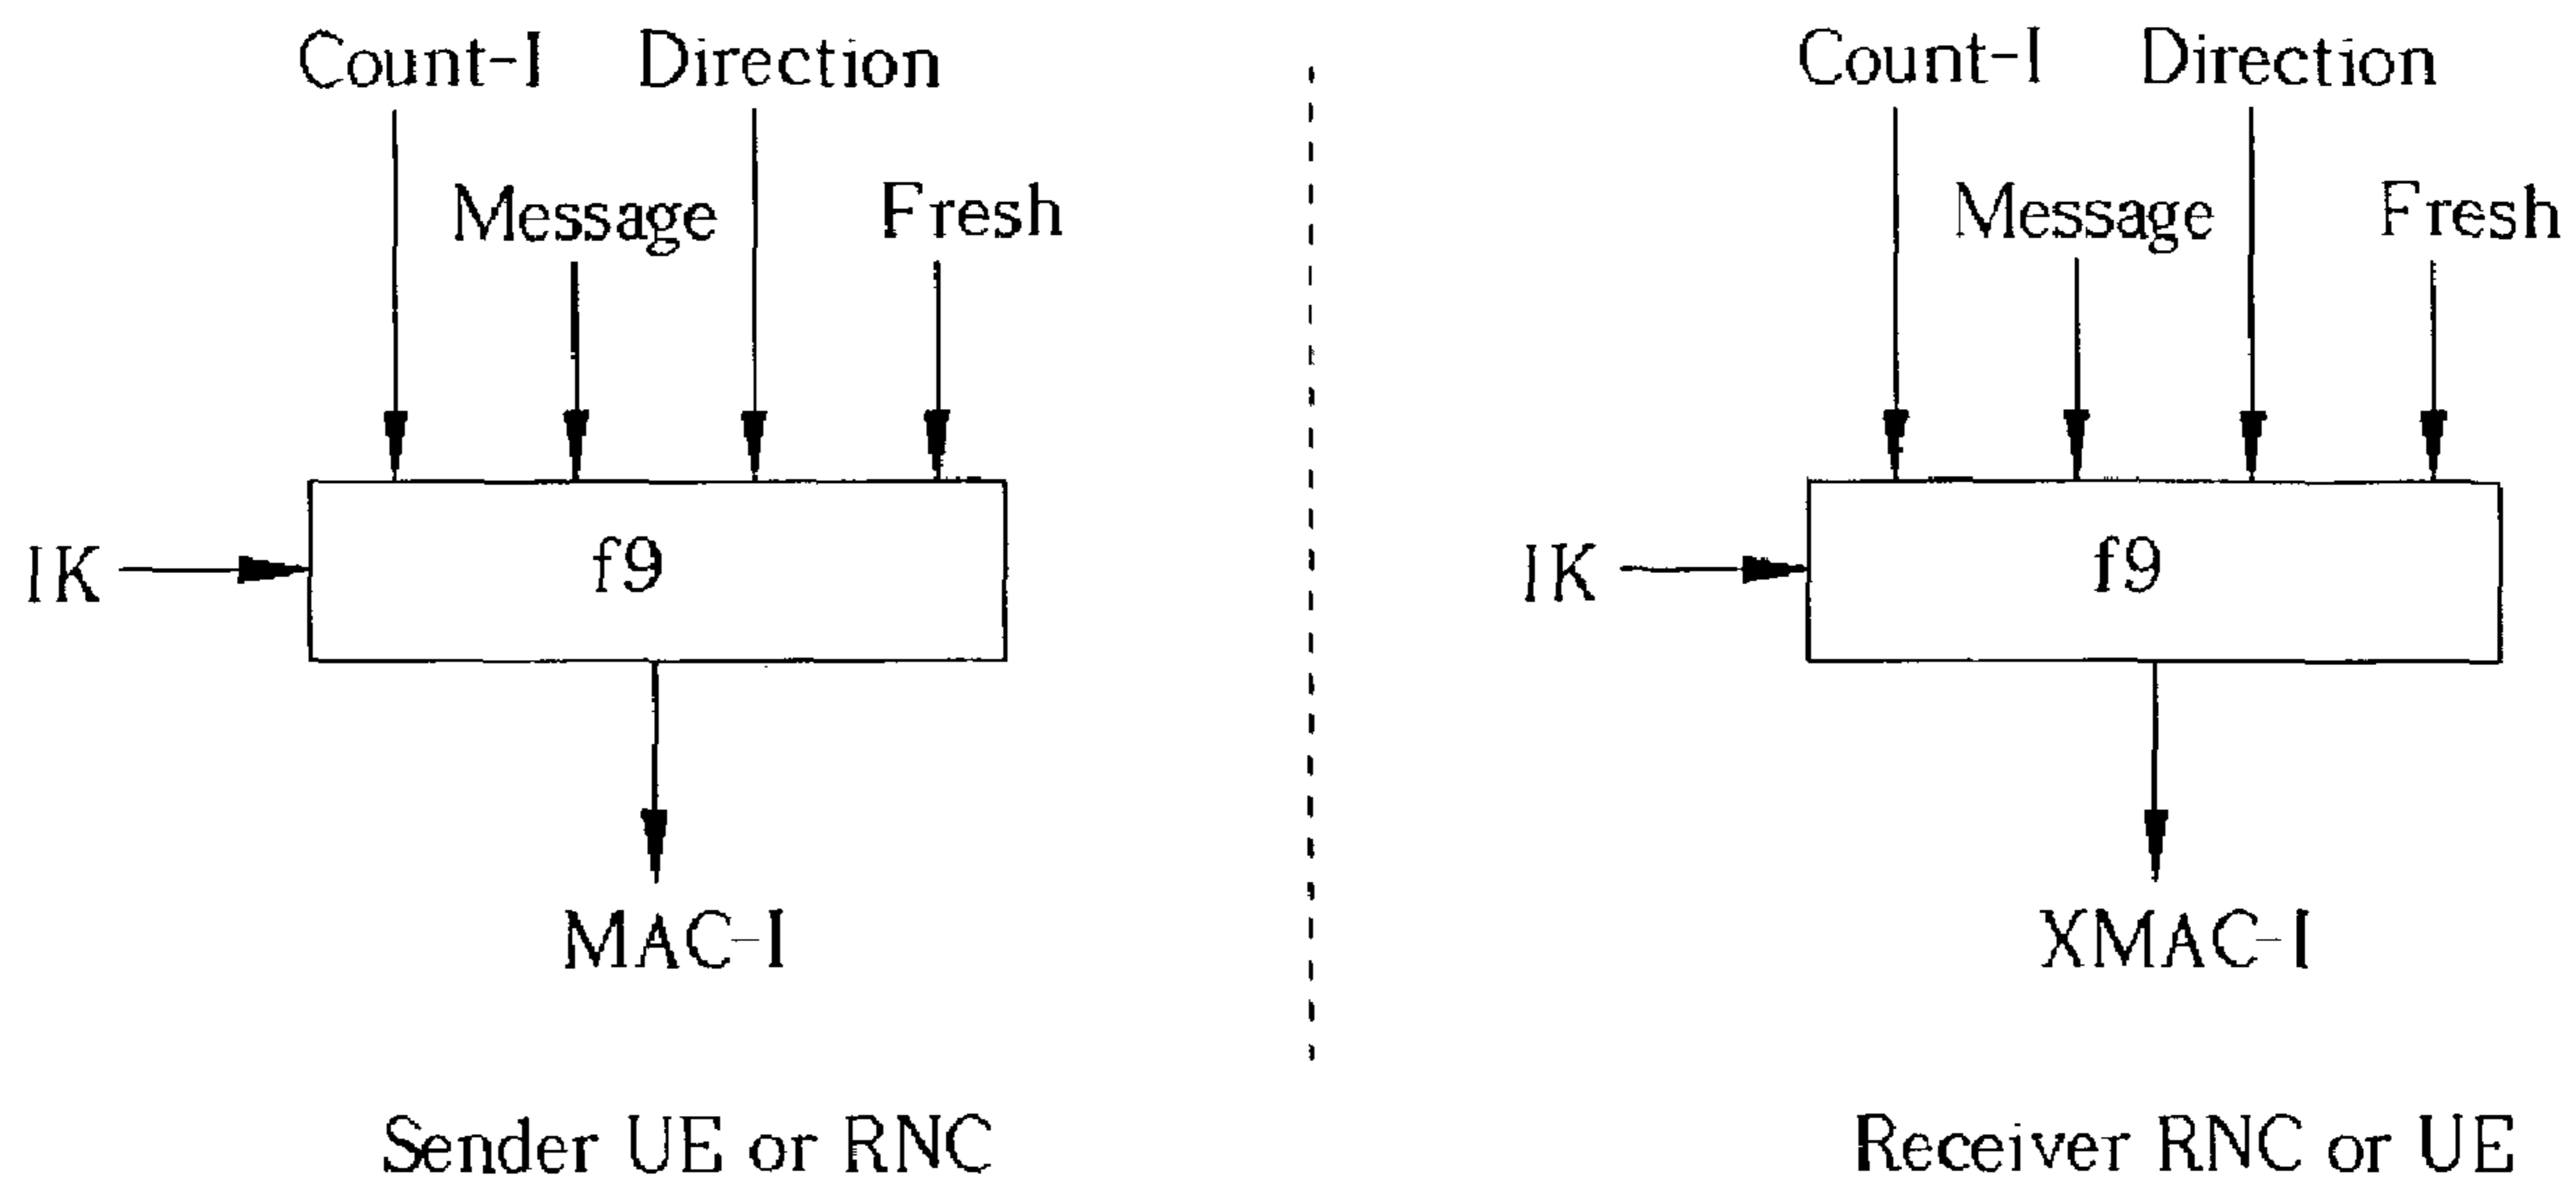 Count-I Direction
Message Fresh
IK
f9
MAC-I
Sender UE or RNC
Count-I Direction
Message Fresh
IK
f9
XMAC-I
Receiver RNC or UE